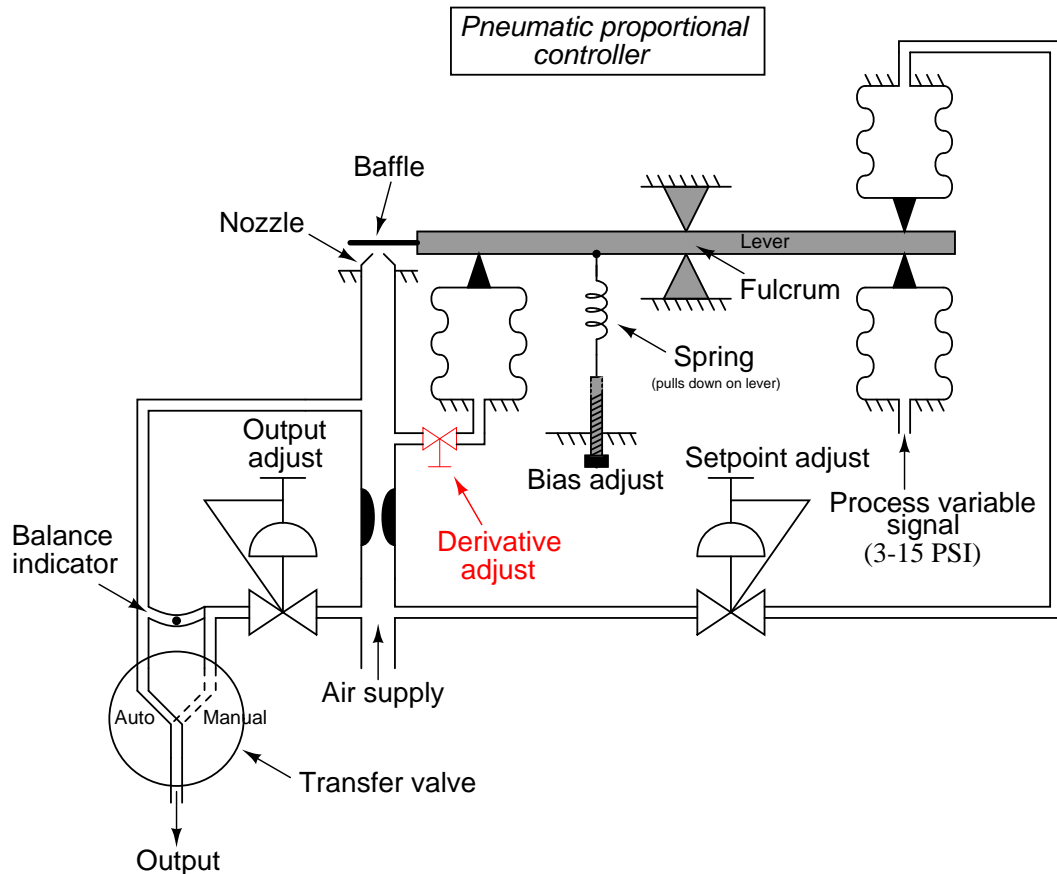 Pneumatic proportional
controller
Baffle
Nozzle
Lever
Fulcrum
Spring
(pulls down on lever)
Output
adjust
Bias adjust
Setpoint adjust
Process variable
signal
(3-15 PSI)
Derivative
adjust
Balance
indicator
Air supply
Auto
Manual
Transfer valve
Output